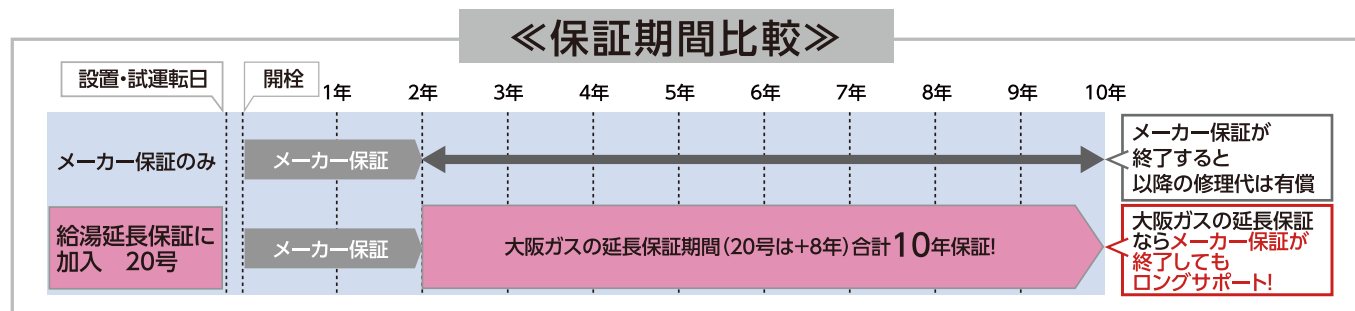 ≪保証期間比較≫
設置・試運転日
開栓
1年
2年
3年
4年
5年
6年
7年
8年
9年
10年
メーカー保証のみ
メーカー保証
メーカー保証が
終了すると
以降の修理代は有償
給湯延長保証に
加入 20号
メーカー保証
大阪ガスの延長保証期間（20号は+8年）合計10年保証！
大阪ガスの延長保証
ならメーカー保証が
終了しても
ロングサポート！